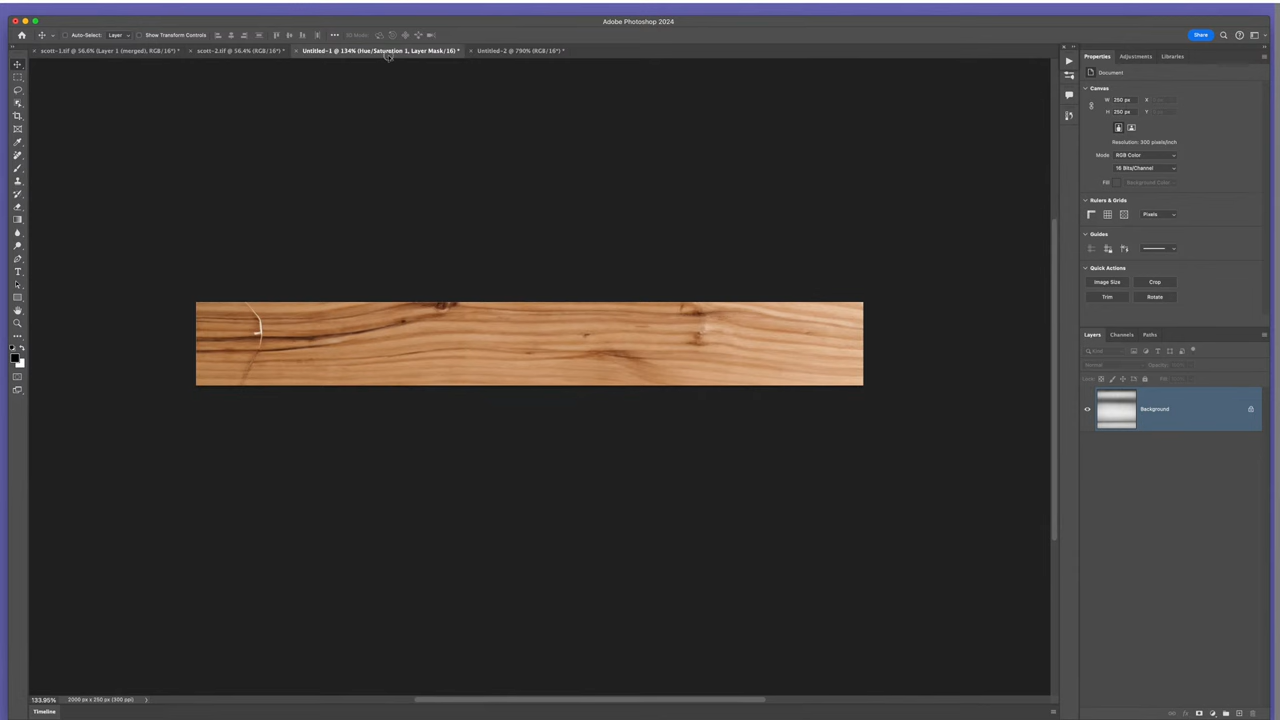 Adobe Photoshop 2024
Auto-Select: Layer Show Transform Controls 3D Mode: Share
scott-1.tif @ 56.6% (Layer 1 (merged), RGB/16*) * scott-2.tif @ 56.4% (RGB/16*) * Untitled-1 @ 134% (Hue/Saturation 1, Layer Mask/16) * Untitled-2 @ 790% (RGB/16*) *
Properties Adjustments Libraries
Document
Canvas
W 250 px X
H 250 px Y
Resolution: 300 pixels/inch
Mode RGB Color
16 Bits/Channel
Fill Background Color
Rulers & Grids
Pixels
Guides
Quick Actions
Image Size Crop
Trim Rotate
Layers Channels Paths
Kind
Normal Opacity:
Lock: Fill:
Background
133.95% 2000 px x 250 px (300 ppi)
Timeline